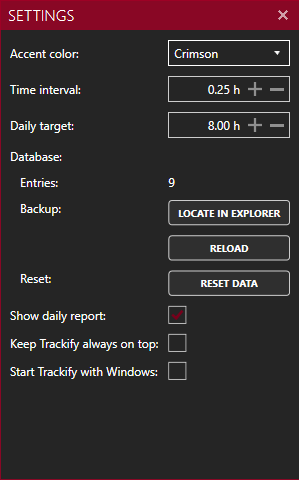 SETTINGS
Accent color: Crimson
Time interval: 0.25 h
Daily target: 8.00 h
Database:
Entries: 9
Backup: LOCATE IN EXPLORER
RELOAD
Reset: RESET DATA
Show daily report:
Keep Trackify always on top:
Start Trackify with Windows: